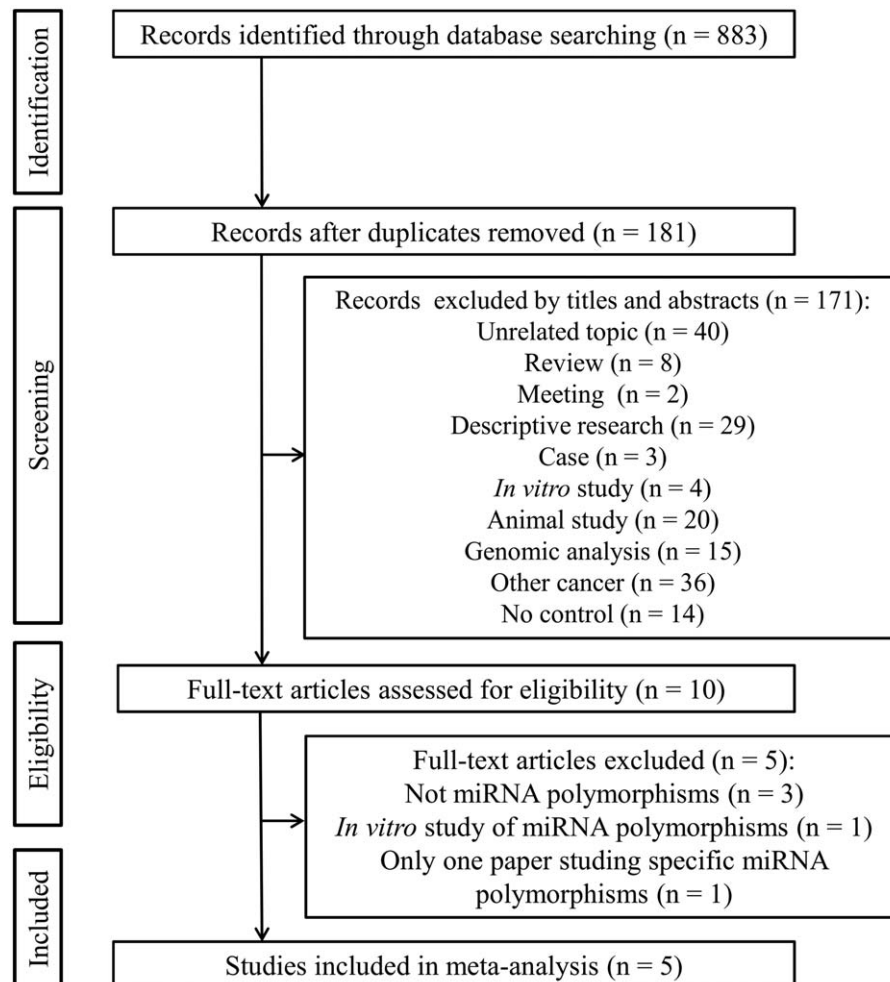 Identification
Records identified through database searching (n = 883)
Screening
Records after duplicates removed (n = 181)
Records excluded by titles and abstracts (n = 171):
Unrelated topic (n = 40)
Review (n = 8)
Meeting (n = 2)
Descriptive research (n = 29)
Case (n = 3)
In vitro study (n = 4)
Animal study (n = 20)
Genomic analysis (n = 15)
Other cancer (n = 36)
No control (n = 14)
Eligibility
Full-text articles assessed for eligibility (n = 10)
Full-text articles excluded (n = 5):
Not miRNA polymorphisms (n = 3)
In vitro study of miRNA polymorphisms (n = 1)
Only one paper studing specific miRNA
polymorphisms (n = 1)
Included
Studies included in meta-analysis (n = 5)